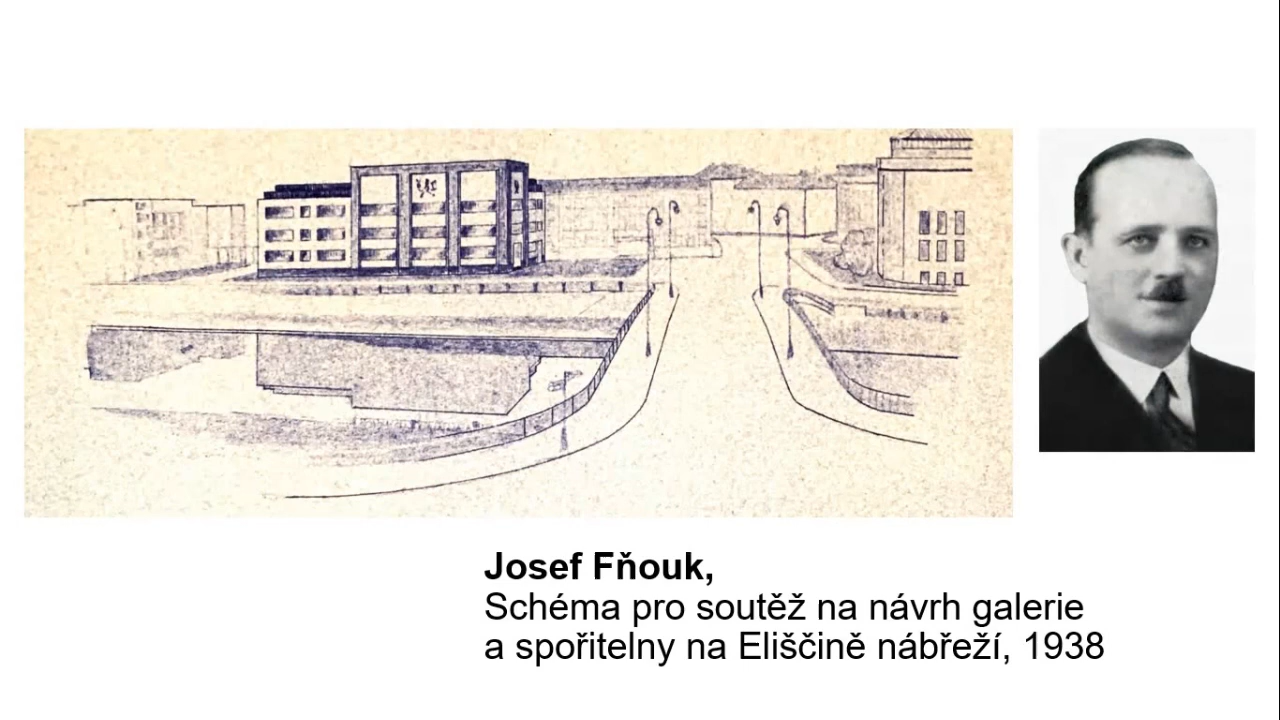 Josef Fňouk,
Schéma pro soutěž na návrh galerie
a spořitelny na Eliščině nábřeží, 1938